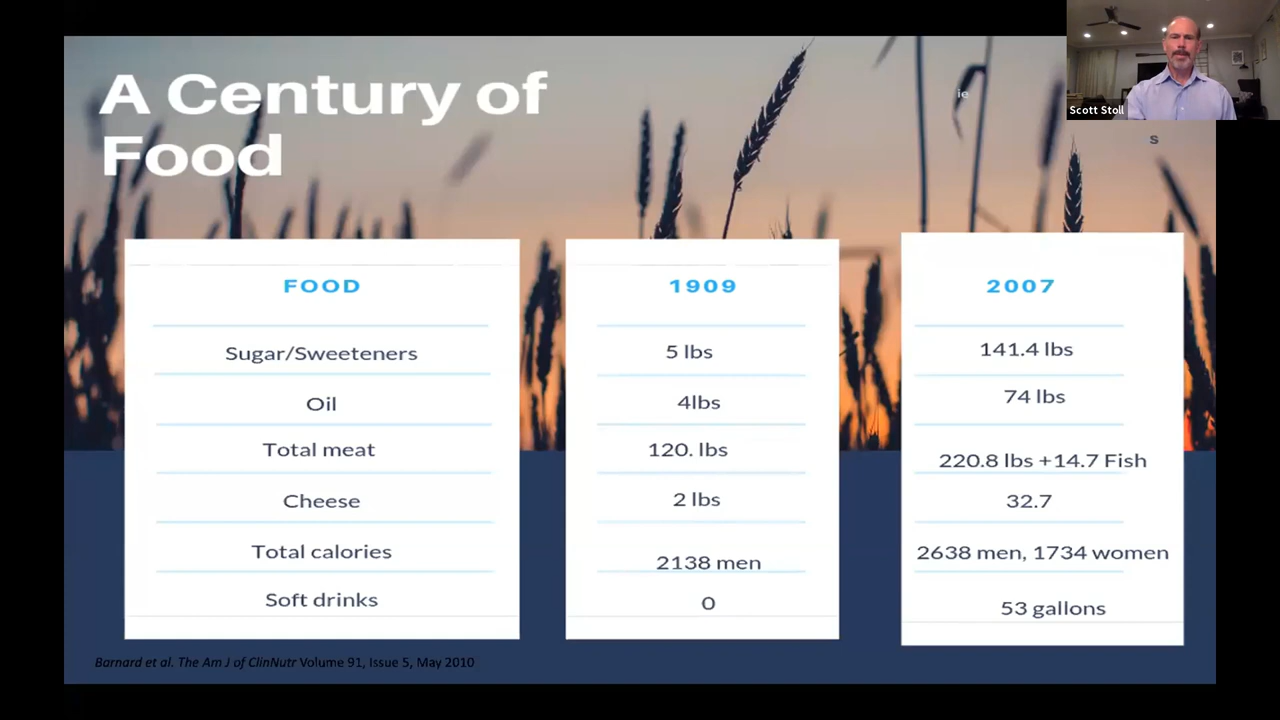 A Century of
Food
ie
Scott Stoll
s
FOOD 1909 2007
Sugar/Sweeteners 5 lbs 141.4 lbs
Oil 4lbs 74 lbs
Total meat 120. lbs 220.8 lbs +14.7 Fish
Cheese 2 lbs 32.7
Total calories 2138 men 2638 men, 1734 women
Soft drinks 0 53 gallons
Barnard et al. The Am J of ClinNutr Volume 91, Issue 5, May 2010